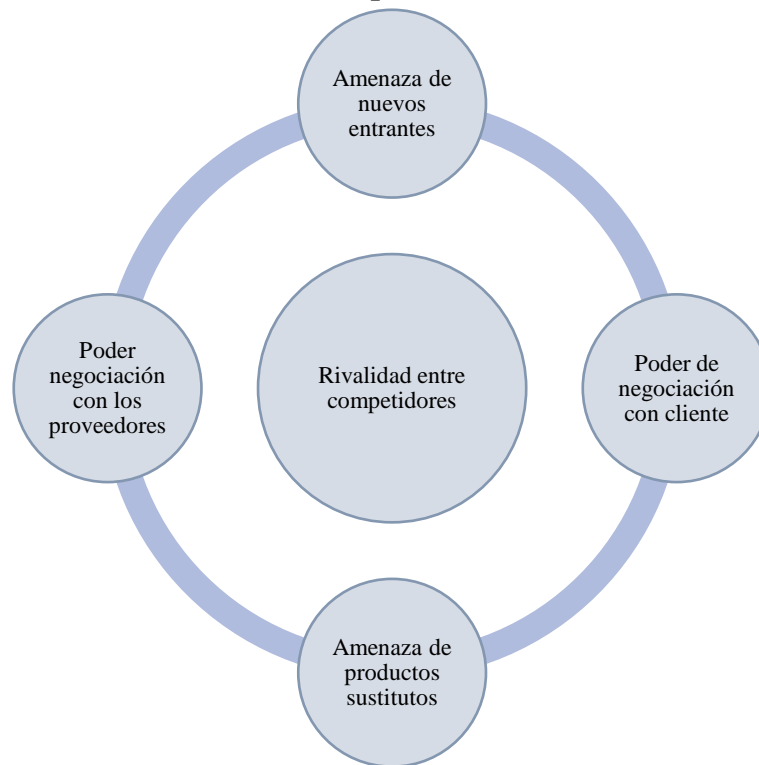 Amenaza de
nuevos
entrantes
Poder
negociación
con los
proveedores
Rivalidad entre
competidores
Poder de
negociación
con cliente
Amenaza de
productos
sustitutos